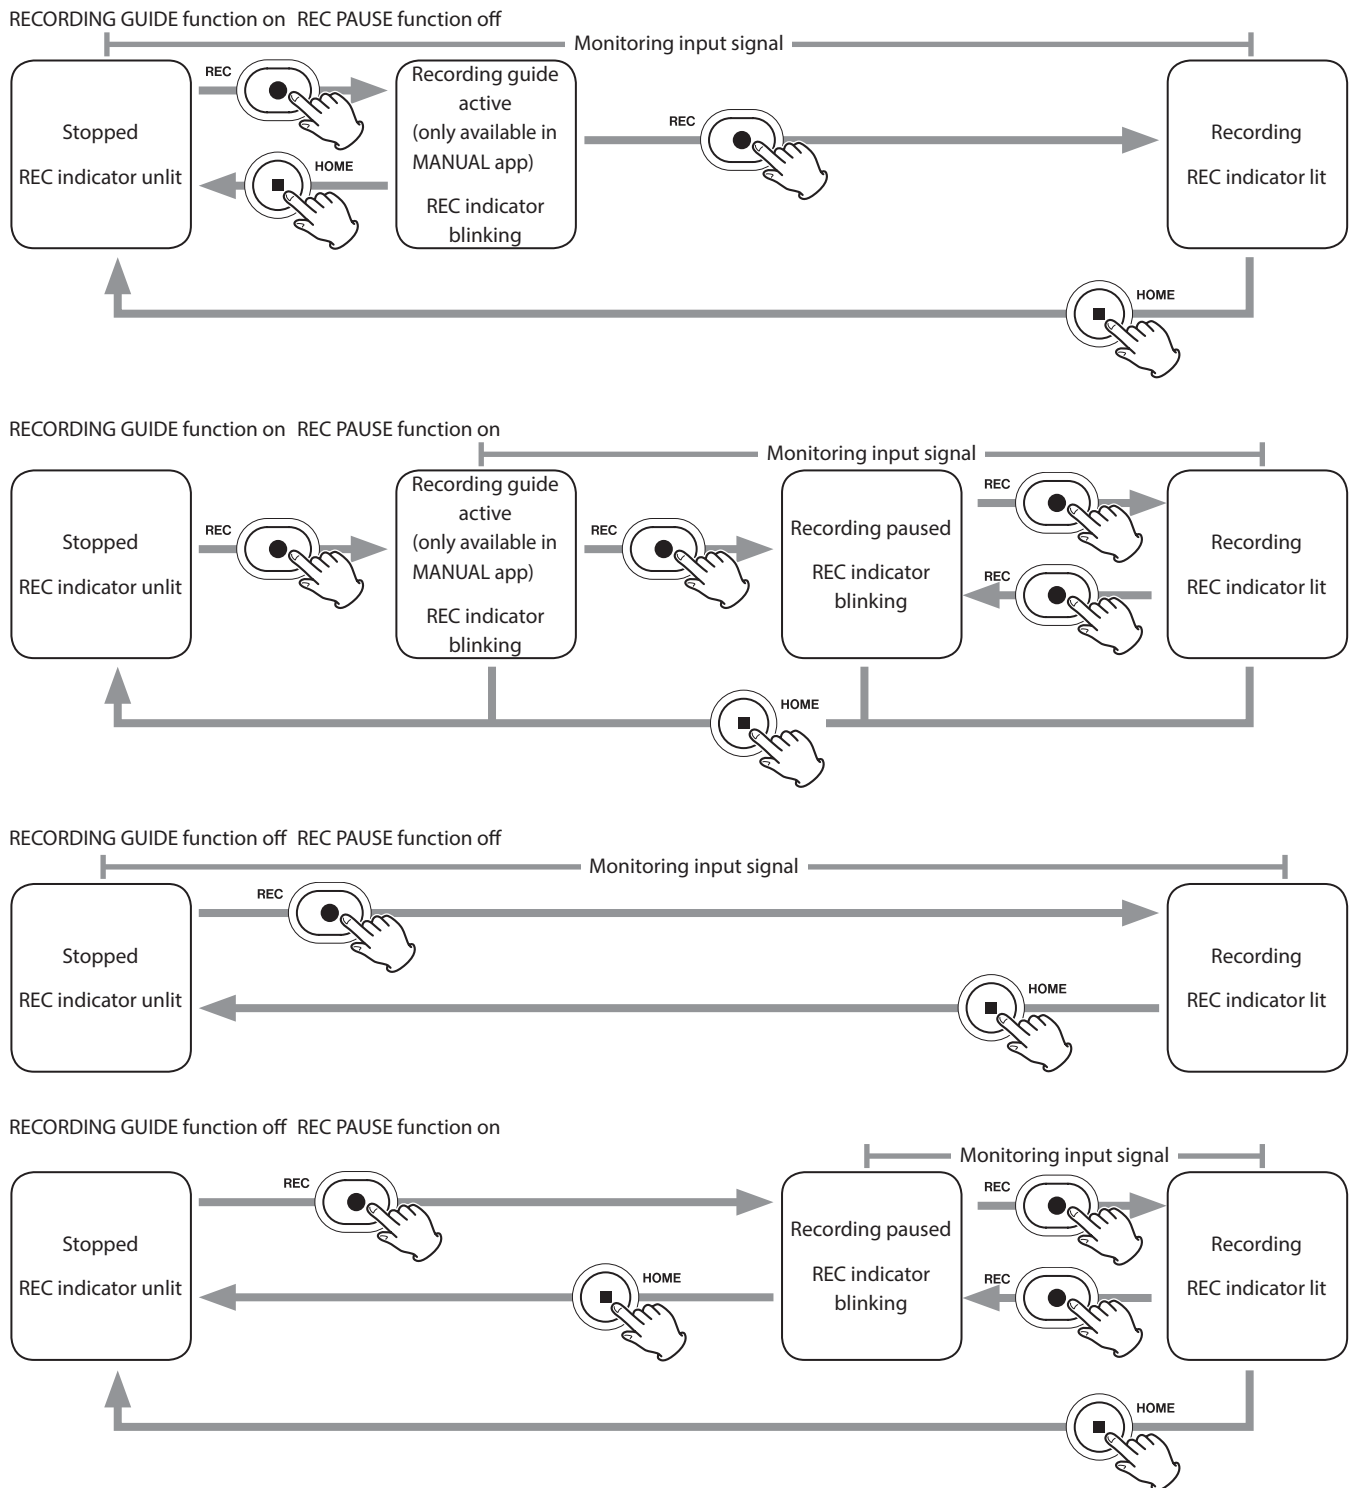 RECORDING GUIDE function on REC PAUSE function off
Monitoring input signal
Stopped
REC indicator unlit
REC
HOME
Recording guide
active
(only available in
MANUAL app)
REC indicator
blinking
REC
Recording
REC indicator lit
HOME
RECORDING GUIDE function on REC PAUSE function on
Monitoring input signal
Stopped
REC indicator unlit
REC
Recording guide
active
(only available in
MANUAL app)
REC indicator
blinking
REC
Recording paused
REC indicator
blinking
REC
REC
Recording
REC indicator lit
HOME
RECORDING GUIDE function off REC PAUSE function off
Monitoring input signal
Stopped
REC indicator unlit
REC
HOME
Recording
REC indicator lit
RECORDING GUIDE function off REC PAUSE function on
Monitoring input signal
Stopped
REC indicator unlit
REC
HOME
Recording paused
REC indicator
blinking
REC
REC
Recording
REC indicator lit
HOME